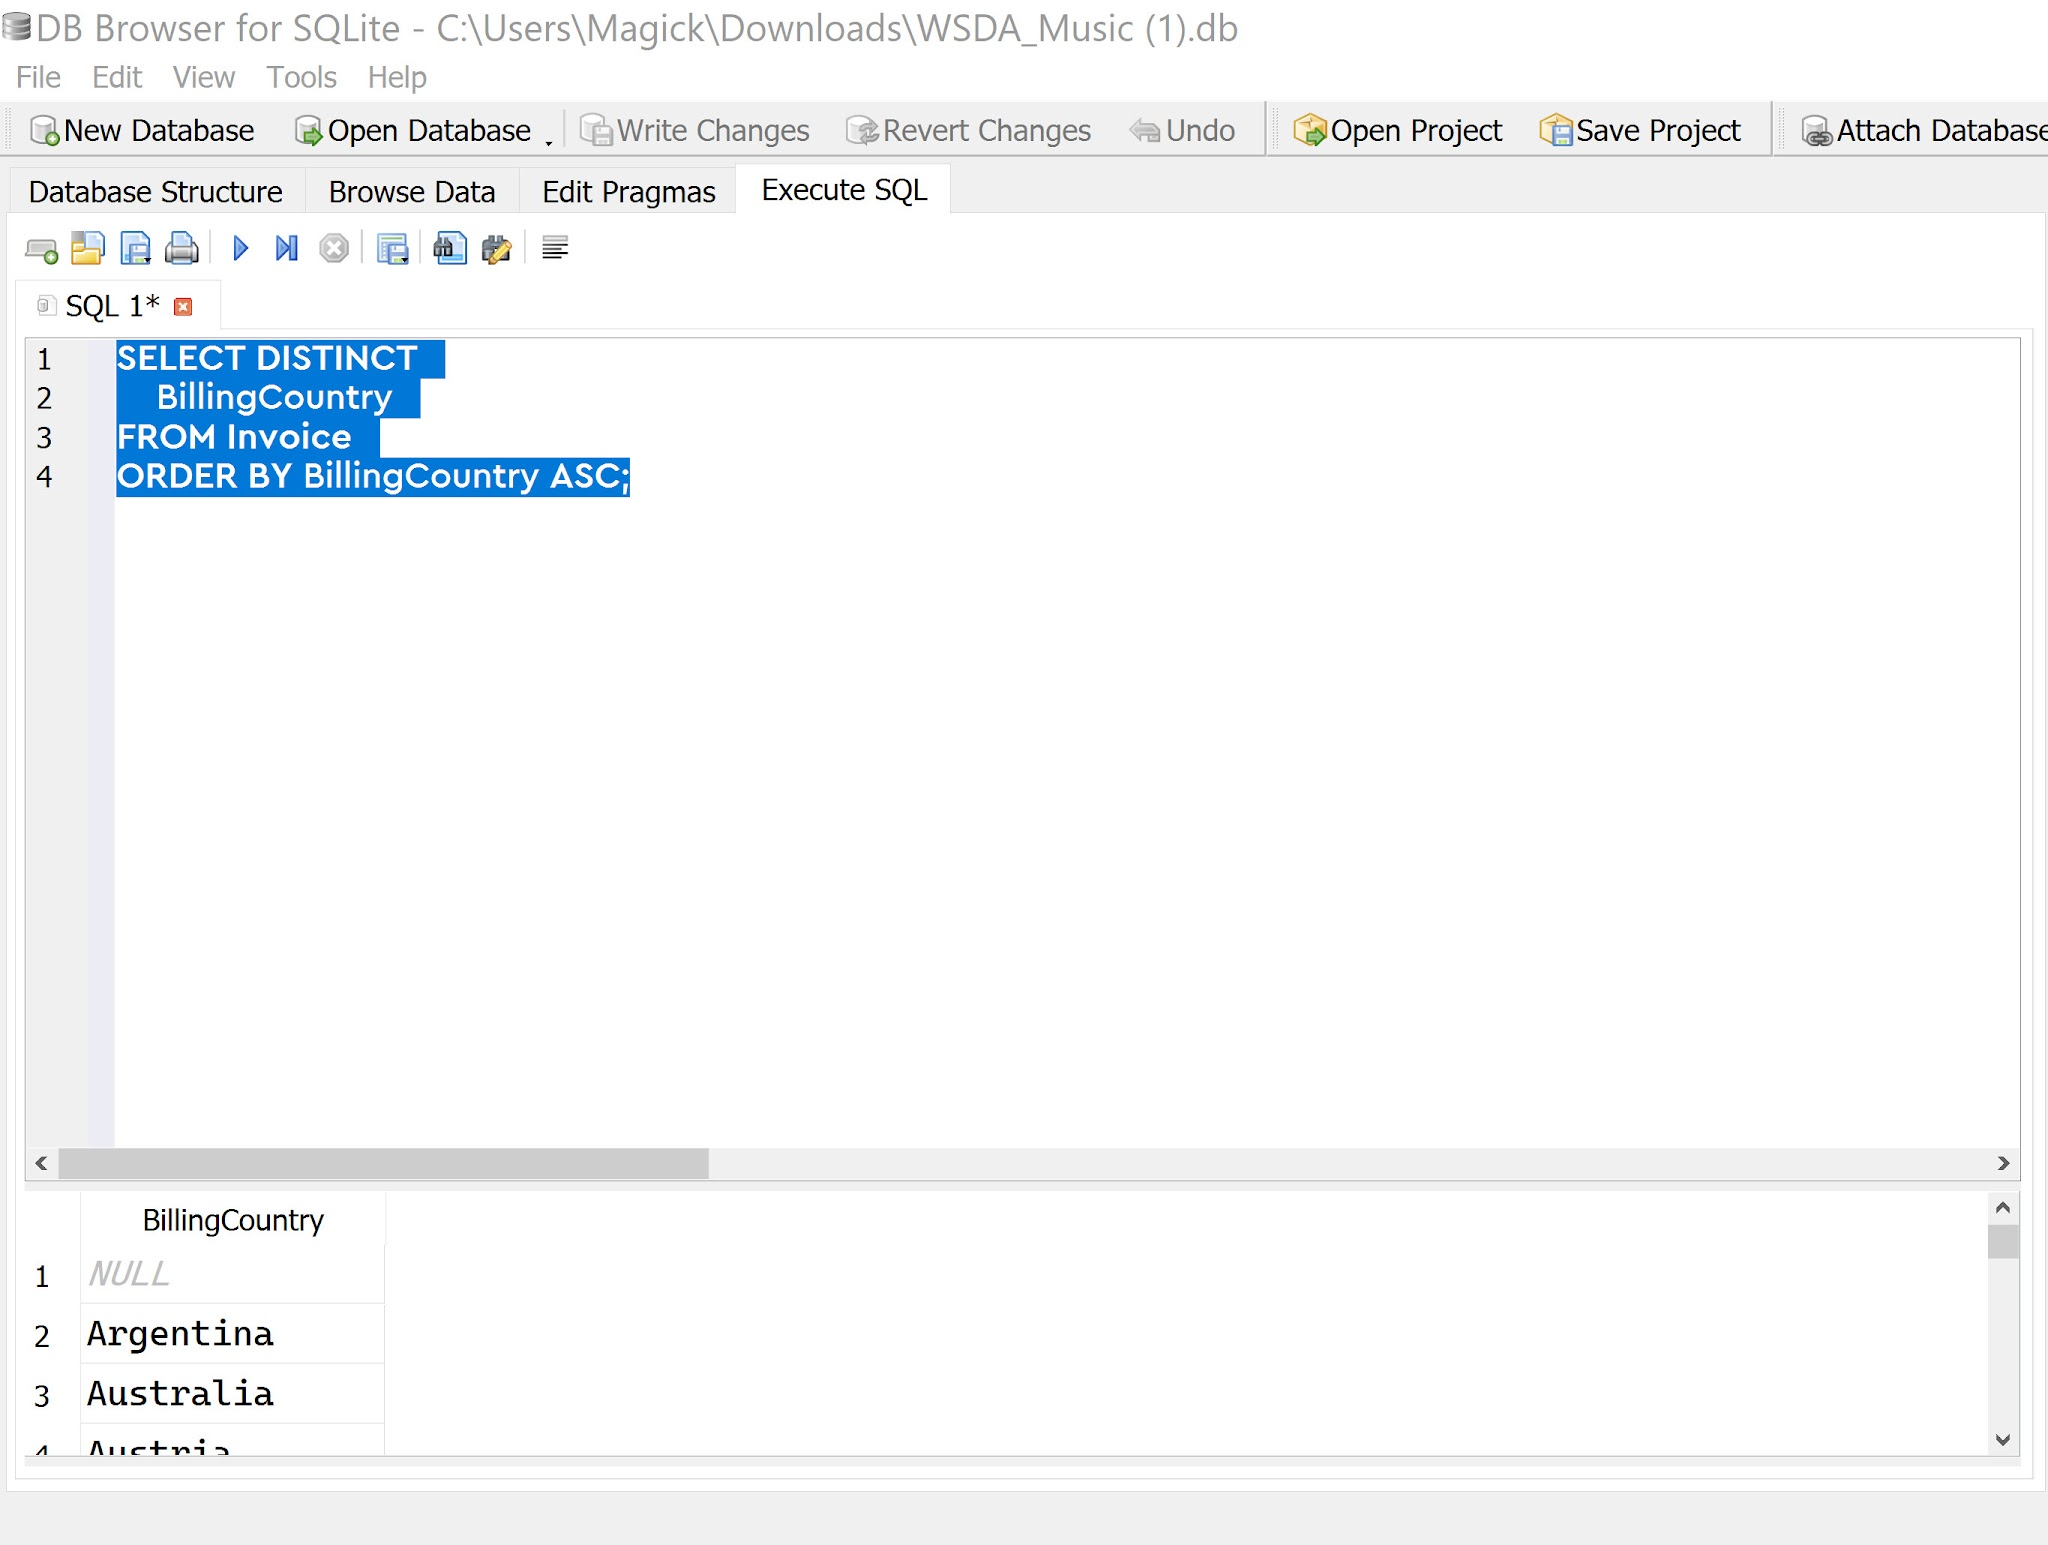 DB Browser for SQLite - C:\Users\Magick\Downloads\WSDA_Music (1).db
File Edit View Tools Help
New Database Open Database Write Changes Revert Changes Undo Open Project Save Project Attach Database
Database Structure Browse Data Edit Pragmas Execute SQL
SQL 1*
1 SELECT DISTINCT
2 BillingCountry
3 FROM Invoice
4 ORDER BY BillingCountry ASC;
BillingCountry
1 NULL
2 Argentina
3 Australia
4 Austria